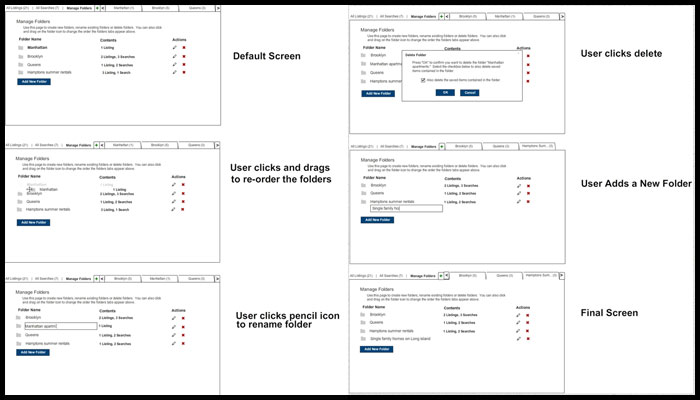 All Listings (21) | All Searches (7) | Manage Folders Manhattan (1) Brooklyn (5) Queens (3)
Manage Folders
Use this page to create new folders, rename existing folders or delete folders. You can also click
and drag on the folder icon to change the order the folders tabs appear above.
Folder Name Contents Actions
Manhattan 1 Listing
Brooklyn 2 Listings, 3 Searches
Queens 1 Listing, 2 Searches
Hamptons summer rentals 1 Listing, 1 Search
Add New Folder
Default Screen
All Listings (21) | All Searches (7) | Manage Folders Brooklyn (5) Manhattan (1) Queens (3)
Manage Folders
Use this page to create new folders, rename existing folders or delete folders. You can also click
and drag on the folder icon to change the order the folders tabs appear above.
Folder Name Contents Actions
Brooklyn
Manhattan apartm
Queens
Hamptons summer rentals
Add New Folder
Delete Folder
Press "OK" to confirm you want to delete the folder "Manhattan
apartments." Select the checkbox below to also delete saved
items contained in the folder.
Also delete the saved items contained in the folder
OK Cancel
User clicks delete
All Listings (21) | All Searches (7) | Manage Folders Manhattan (1) Brooklyn (5) Queens (3)
Manage Folders
Use this page to create new folders, rename existing folders or delete folders. You can also click
and drag on the folder icon to change the order the folders tabs appear above.
Folder Name Contents Actions
Manhattan 1 Listing
Brooklyn 2 Listings, 3 Searches
Queens 1 Listing, 2 Searches
Hamptons summer rentals 1 Listing, 1 Search
Add New Folder
User clicks and drags
to re-order the folders
All Listings (21) | All Searches (7) | Manage Folders Brooklyn (5) Queens (3) Hamptons Sum...
Manage Folders
Use this page to create new folders, rename existing folders or delete folders. You can also click
and drag on the folder icon to change the order the folders tabs appear above.
Folder Name Contents Actions
Brooklyn 2 Listings, 3 Searches
Queens 1 Listing, 2 Searches
Hamptons summer rentals 1 Listing, 2 Searches
Single family ho
Add New Folder
User Adds a New Folder
All Listings (21) | All Searches (7) | Manage Folders Brooklyn (5) Manhattan (1) Queens (3)
Manage Folders
Use this page to create new folders, rename existing folders or delete folders. You can also click
and drag on the folder icon to change the order the folders tabs appear above.
Folder Name Contents Actions
Brooklyn 2 Listings, 3 Searches
Manhattan apartm 1 Listing
Queens 1 Listing, 2 Searches
Hamptons summer rentals 1 Listing, 2 Searches
Add New Folder
User clicks pencil icon
to rename folder
All Listings (21) | All Searches (7) | Manage Folders Brooklyn (5) Queens (3) Hamptons Sum...
Manage Folders
Use this page to create new folders, rename existing folders or delete folders. You can also click
and drag on the folder icon to change the order the folders tabs appear above.
Folder Name Contents Actions
Brooklyn 2 Listings, 3 Searches
Queens 1 Listing, 2 Searches
Hamptons summer rentals 1 Listing, 2 Searches
Single family homes on Long Island
Add New Folder
Final Screen